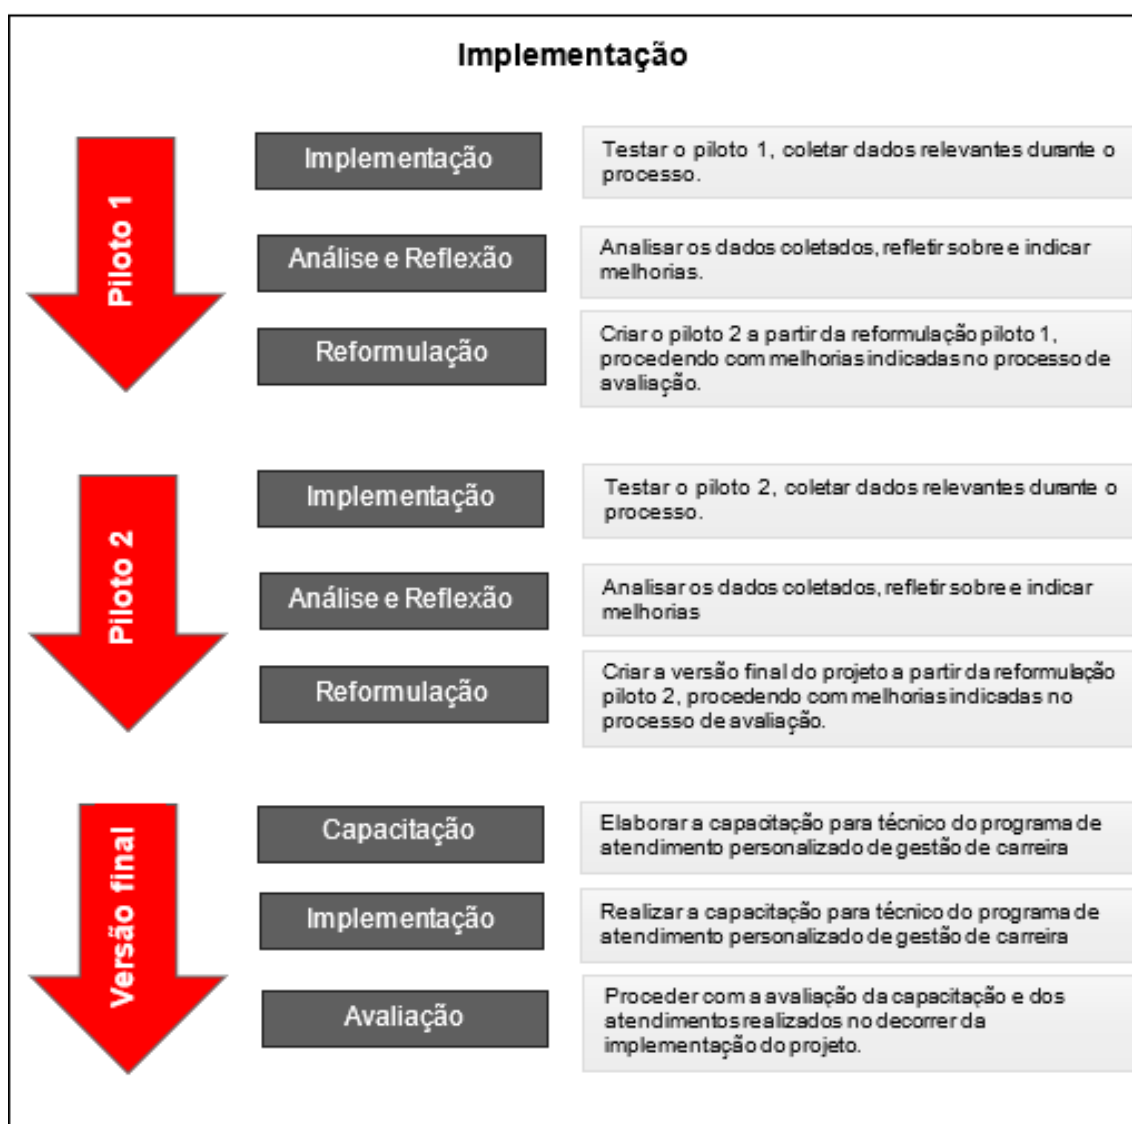 Implementação
Piloto 1
Implementação
Testar o piloto 1, coletar dados relevantes durante o
processo.
Análise e Reflexão
Analisar os dados coletados, refletir sobre e indicar
melhorias.
Reformulação
Criar o piloto 2 a partir da reformulação piloto 1,
procedendo com melhorias indicadas no processo de
avaliação.
Piloto 2
Implementação
Testar o piloto 2, coletar dados relevantes durante o
processo.
Análise e Reflexão
Analisar os dados coletados, refletir sobre e indicar
melhorias
Reformulação
Criar a versão final do projeto a partir da reformulação
piloto 2, procedendo com melhorias indicadas no
processo de avaliação.
Versão final
Capacitação
Elaborar a capacitação para técnico do programa de
atendimento personalizado de gestão de carreira
Implementação
Realizar a capacitação para técnico do programa de
atendimento personalizado de gestão de carreira
Avaliação
Proceder com a avaliação da capacitação e dos
atendimentos realizados no decorrer da
implementação do projeto.